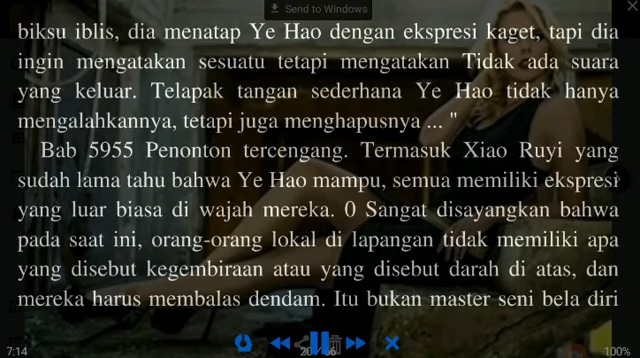 Send to Windows
biksu iblis, dia menatap Ye Hao dengan ekspresi kaget, tapi dia
ingin mengatakan sesuatu tetapi mengatakan Tidak ada suara
yang keluar. Telapak tangan sederhana Ye Hao tidak hanya
mengalahkannya, tetapi juga menghapusnya ... "
Bab 5955 Penonton tercengang. Termasuk Xiao Ruyi yang
sudah lama tahu bahwa Ye Hao mampu, semua memiliki ekspresi
yang luar biasa di wajah mereka. 0 Sangat disayangkan bahwa
pada saat ini, orang-orang lokal di lapangan tidak memiliki apa
yang disebut kegembiraan atau yang disebut darah di atas, dan
mereka harus membalas dendam. Itu bukan master seni bela diri
7:14
100%